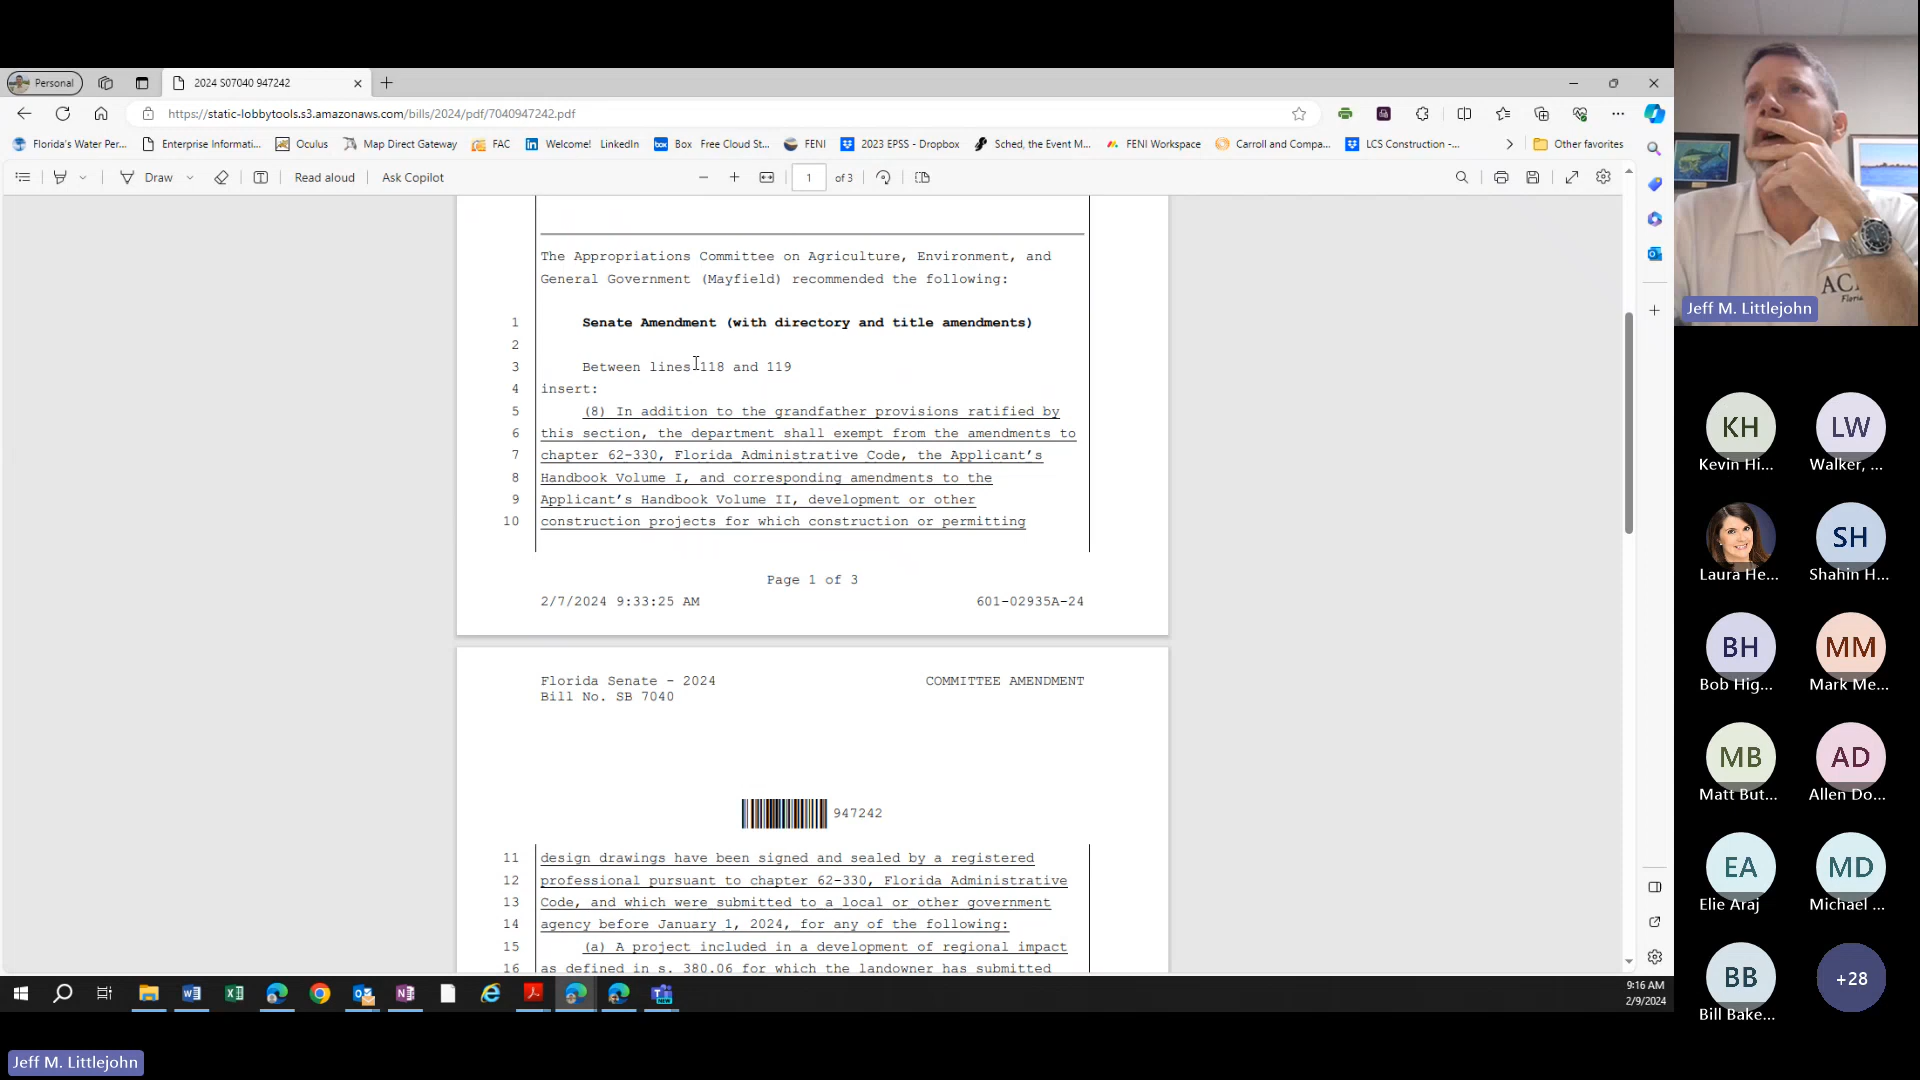 Personal
2024 S07040 947242
https://static-lobbytools.s3.amazonaws.com/bills/2024/pdf/7040947242.pdf
Florida's Water Per...
Enterprise Informati...
Oculus
Map Direct Gateway
FAC
Welcome! LinkedIn
Box Free Cloud St...
FENI
2023 EPSS - Dropbox
Sched, the Event M...
FENI Workspace
Carroll and Compa...
LCS Construction -...
Other favorites
Draw
Read aloud
Ask Copilot
1 of 3
The Appropriations Committee on Agriculture, Environment, and
General Government (Mayfield) recommended the following:
1 Senate Amendment (with directory and title amendments)
2
3 Between lines 118 and 119
4 insert:
5 (8) In addition to the grandfather provisions ratified by
6 this section, the department shall exempt from the amendments to
7 chapter 62-330, Florida Administrative Code, the Applicant's
8 Handbook Volume I, and corresponding amendments to the
9 Applicant's Handbook Volume II, development or other
10 construction projects for which construction or permitting
Page 1 of 3
2/7/2024 9:33:25 AM 601-02935A-24
Florida Senate - 2024 COMMITTEE AMENDMENT
Bill No. SB 7040
947242
11 design drawings have been signed and sealed by a registered
12 professional pursuant to chapter 62-330, Florida Administrative
13 Code, and which were submitted to a local or other government
14 agency before January 1, 2024, for any of the following:
15 (a) A project included in a development of regional impact
16 as defined in s. 380.06 for which the landowner has submitted
9:16 AM
2/9/2024
Jeff M. Littlejohn
Jeff M. Littlejohn
KH
Kevin Hi...
LW
Walker, ...
Laura He...
SH
Shahin H...
BH
Bob Hig...
MM
Mark Me...
MB
Matt But...
AD
Allen Do...
EA
Elie Araj
MD
Michael ...
BB
Bill Bake...
+28